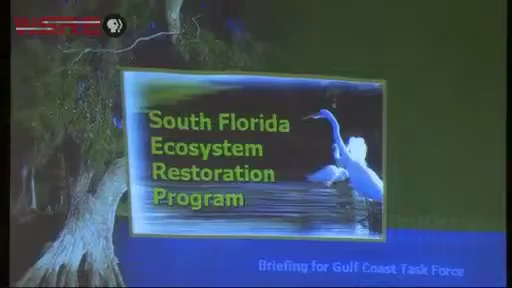 South Florida
Ecosystem
Restoration
Program
Briefing for Gulf Coast Task Force